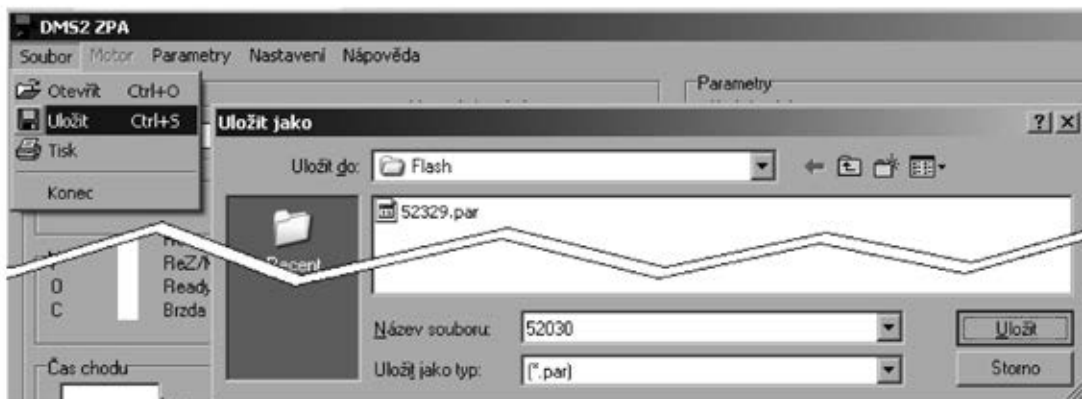 DMS2 ZPA
Soubor Motor Parametry Nastavení Nápověda
Otevřít Ctrl+O
Uložit Ctrl+S
Tisk
Konec
Parametry
Uložit jako
Uložit do: Flash
52329.par
Recent
ReZ/
O Ready
C Brzda
Název souboru: 52030 Uložit
Uložit jako typ: (*.par) Storno
Čas chodu